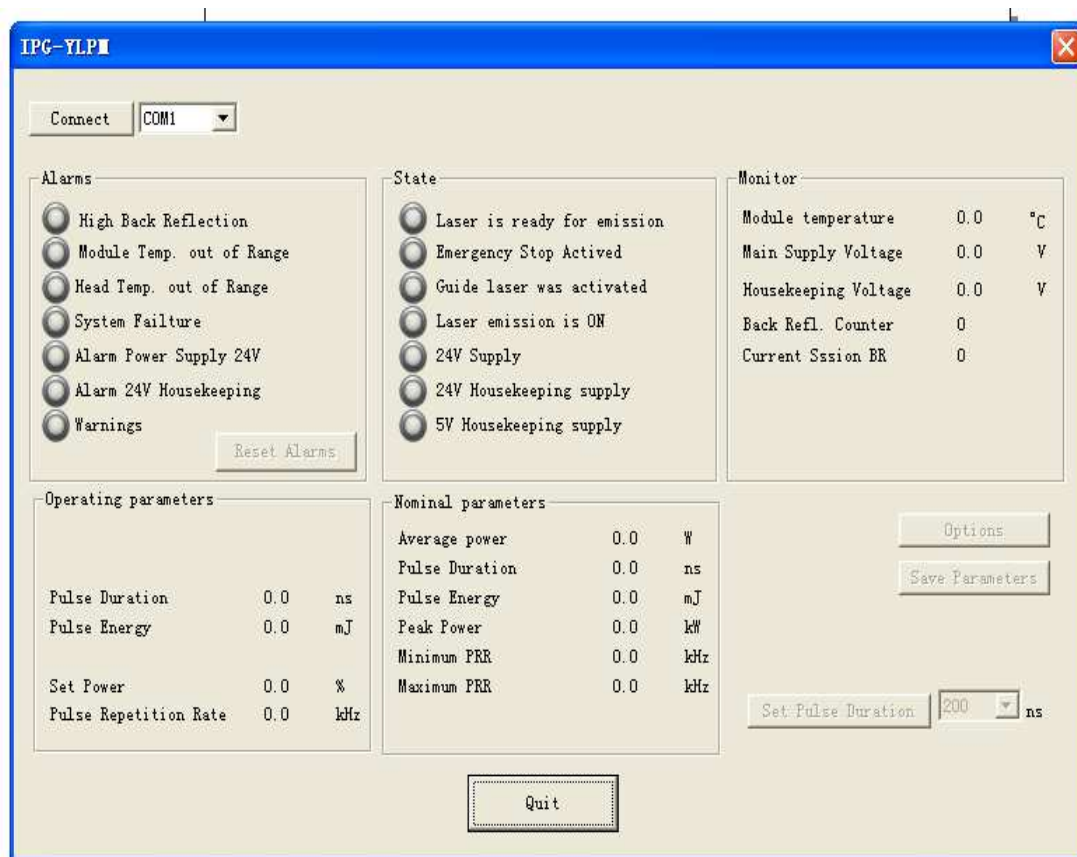 IPG-YLPM
Connect COM1
Alarms
High Back Reflection
Module Temp. out of Range
Head Temp. out of Range
System Failture
Alarm Power Supply 24V
Alarm 24V Housekeeping
Warnings
Reset Alarms
State
Laser is ready for emission
Emergency Stop Actived
Guide laser was activated
Laser emission is ON
24V Supply
24V Housekeeping supply
5V Housekeeping supply
Monitor
Module temperature 0.0 °C
Main Supply Voltage 0.0 V
Housekeeping Voltage 0.0 V
Back Refl. Counter 0
Current Sssion BR 0
Operating parameters
Pulse Duration 0.0 ns
Pulse Energy 0.0 mJ
Set Power 0.0 %
Pulse Repetition Rate 0.0 kHz
Nominal parameters
Average power 0.0 W
Pulse Duration 0.0 ns
Pulse Energy 0.0 mJ
Peak Power 0.0 kW
Minimum PRR 0.0 kHz
Maximum PRR 0.0 kHz
Options
Save Parameters
Set Pulse Duration 200 ns
Quit